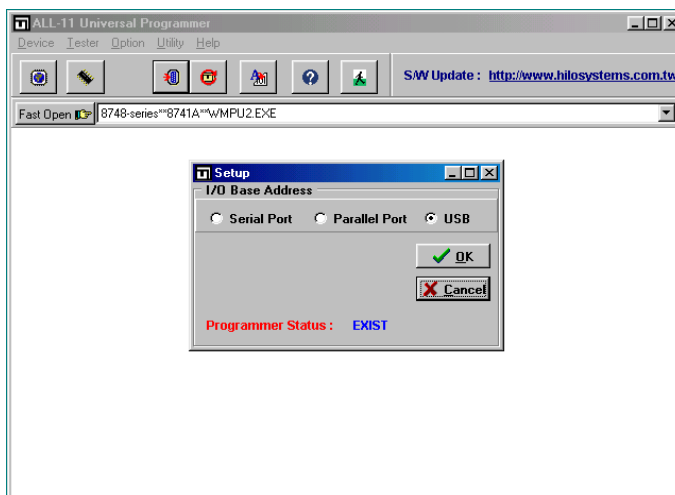 ALL-11 Universal Programmer
Device Tester Option Utility Help
S/W Update : http://www.hilosystems.com.tw
Fast Open 8748-series**8741A**WMPU2.EXE
Setup
I/O Base Address
Serial Port Parallel Port USB
OK
Cancel
Programmer Status : EXIST